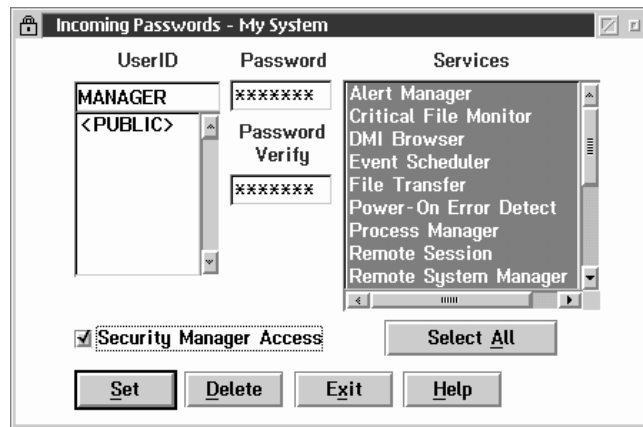 Incoming Passwords - My System
UserID
Password
Services
MANAGER
*******
<PUBLIC>
Password
Verify
*******
Alert Manager
Critical File Monitor
DMI Browser
Event Scheduler
File Transfer
Power-On Error Detect
Process Manager
Remote Session
Remote System Manager
Security Manager Access
Select All
Set
Delete
Exit
Help